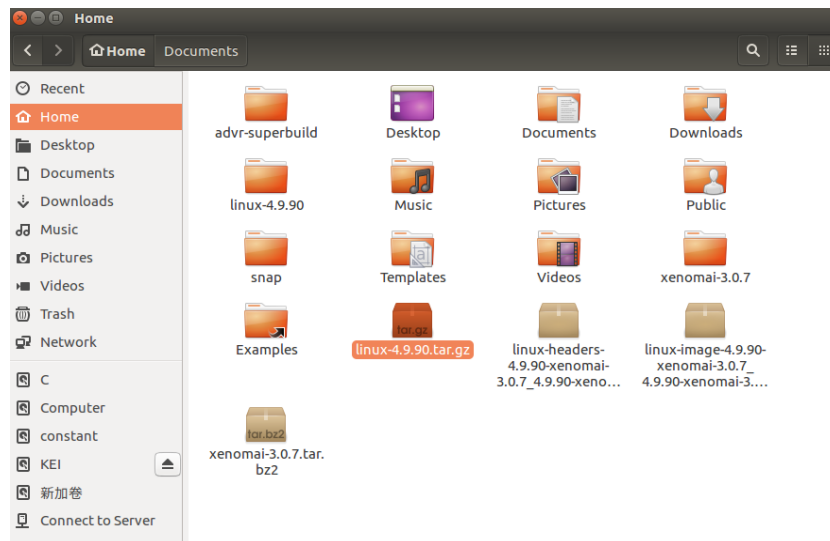 Home
Home
Documents
Recent
Home
Desktop
Documents
Downloads
Music
Pictures
Videos
Trash
Network
C
Computer
constant
KEI
新加卷
Connect to Server
advr-superbuild
Desktop
Documents
Downloads
linux-4.9.90
Music
Pictures
Public
snap
Templates
Videos
xenomai-3.0.7
Examples
tar.gz
linux-4.9.90.tar.gz
linux-headers-
4.9.90-xenomai-
3.0.7_4.9.90-xeno...
linux-image-4.9.90-
xenomai-3.0.7_
4.9.90-xenomai-3....
tar.bz2
xenomai-3.0.7.tar.
bz2